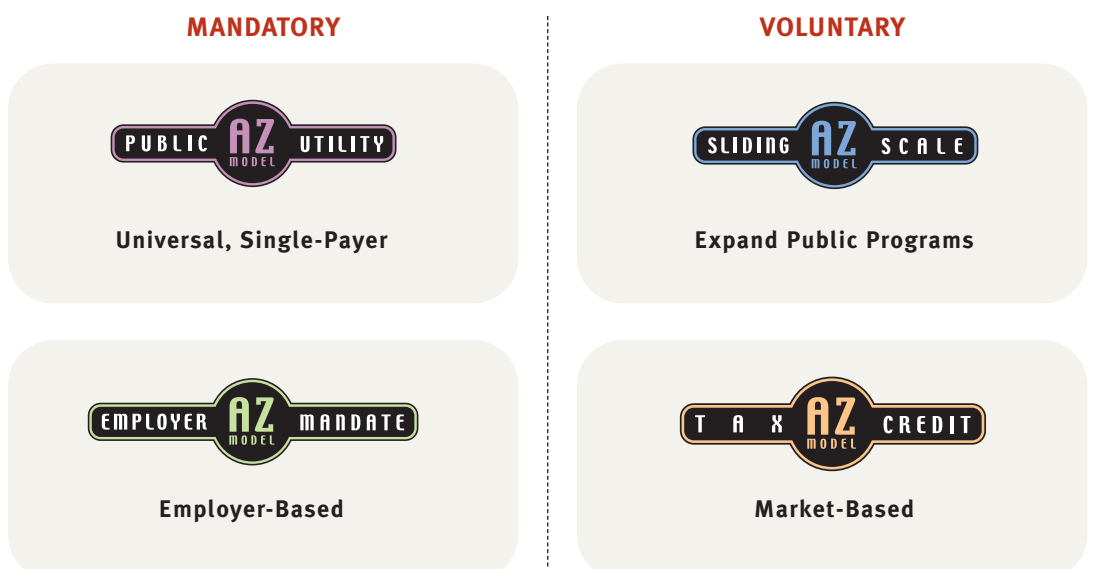 MANDATORY
VOLUNTARY
PUBLIC AZ MODEL UTILITY
Universal, Single-Payer
SLIDING AZ MODEL SCALE
Expand Public Programs
EMPLOYER AZ MODEL MANDATE
Employer-Based
TAX AZ MODEL CREDIT
Market-Based